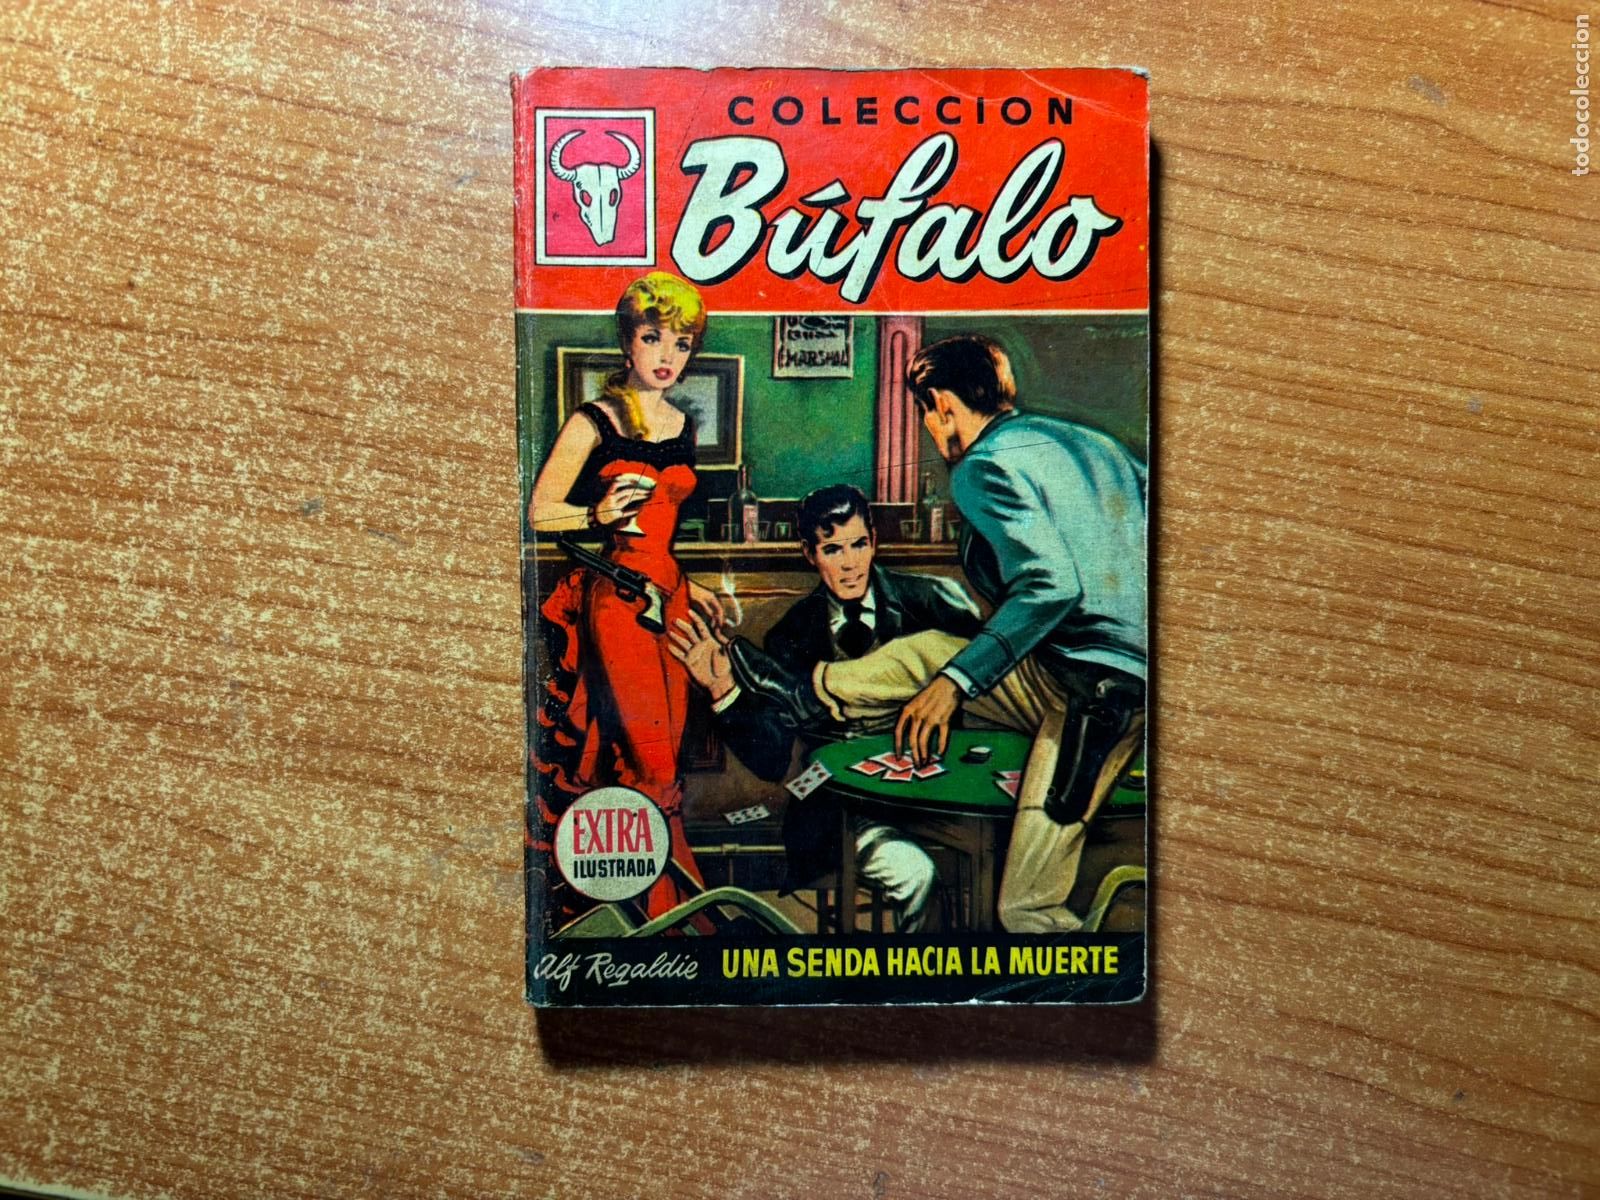 COLECCION
Búfalo
MARSHAL
EXTRA
ILUSTRADA
Alf Regaldie
UNA SENDA HACIA LA MUERTE
todocoleccion